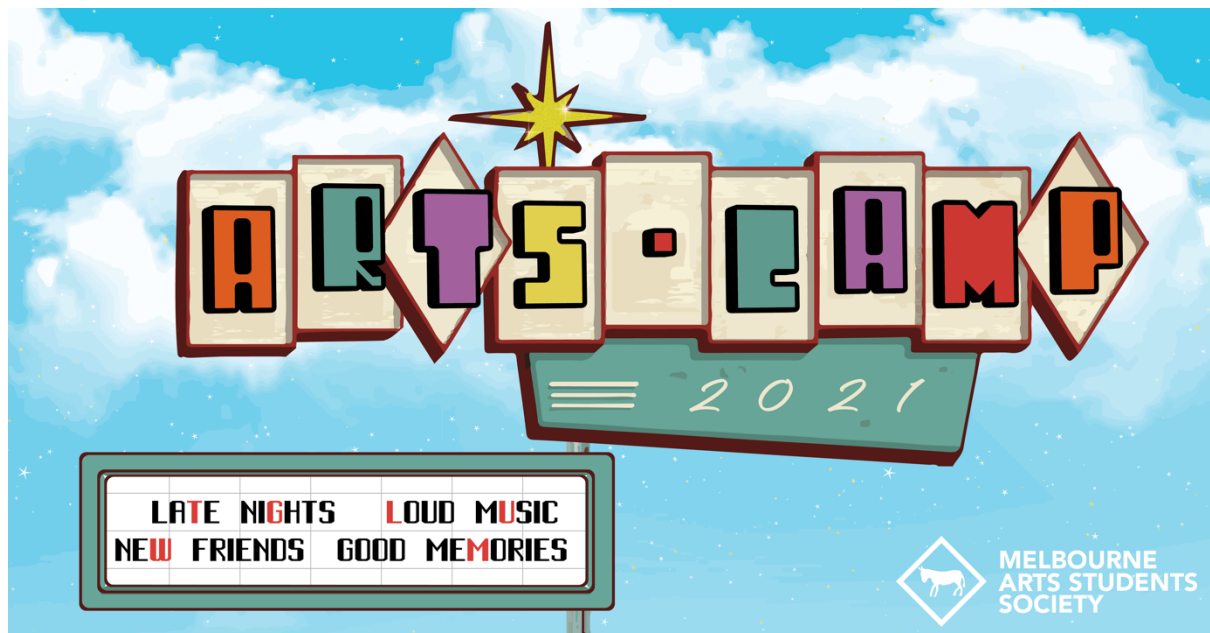 ARTS·CAMP
2021
LATE NIGHTS LOUD MUSIC
NEW FRIENDS GOOD MEMORIES
MELBOURNE
ARTS STUDENTS
SOCIETY